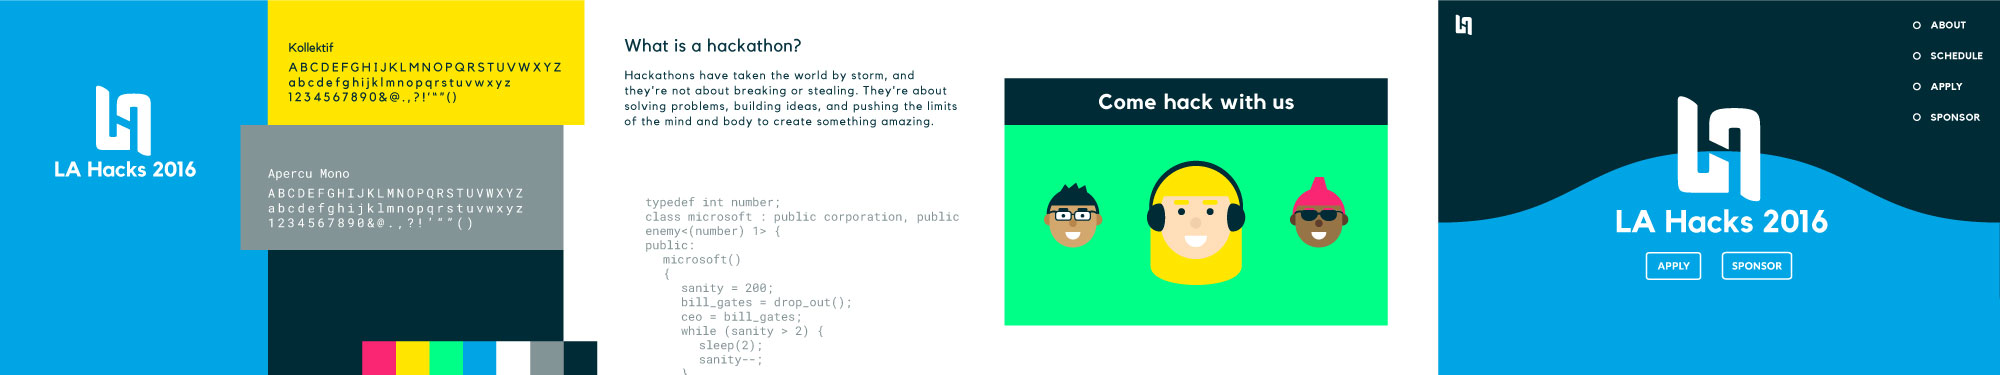 LA Hacks 2016
Kollektif
ABCDEFGHIJKLMNOPQRSTUVWXYZ
abcdefghijklmnopqrstuvwxyz
1234567890&@.,?!'“”()
Apercu Mono
ABCDEFGHIJKLMNOPQRSTUVWXYZ
abcdefghijklmnopqrstuvwxyz
1234567890&@.,?!'“”()
What is a hackathon?
Hackathons have taken the world by storm, and
they're not about breaking or stealing. They're about
solving problems, building ideas, and pushing the limits
of the mind and body to create something amazing.
typedef int number;
class microsoft : public corporation, public
enemy<(number) 1> {
public:
microsoft()
{
sanity = 200;
bill_gates = drop_out();
ceo = bill_gates;
while (sanity > 2) {
sleep(2);
sanity--;
}
Come hack with us
LA
ABOUT
SCHEDULE
APPLY
SPONSOR
LA
LA Hacks 2016
APPLY
SPONSOR